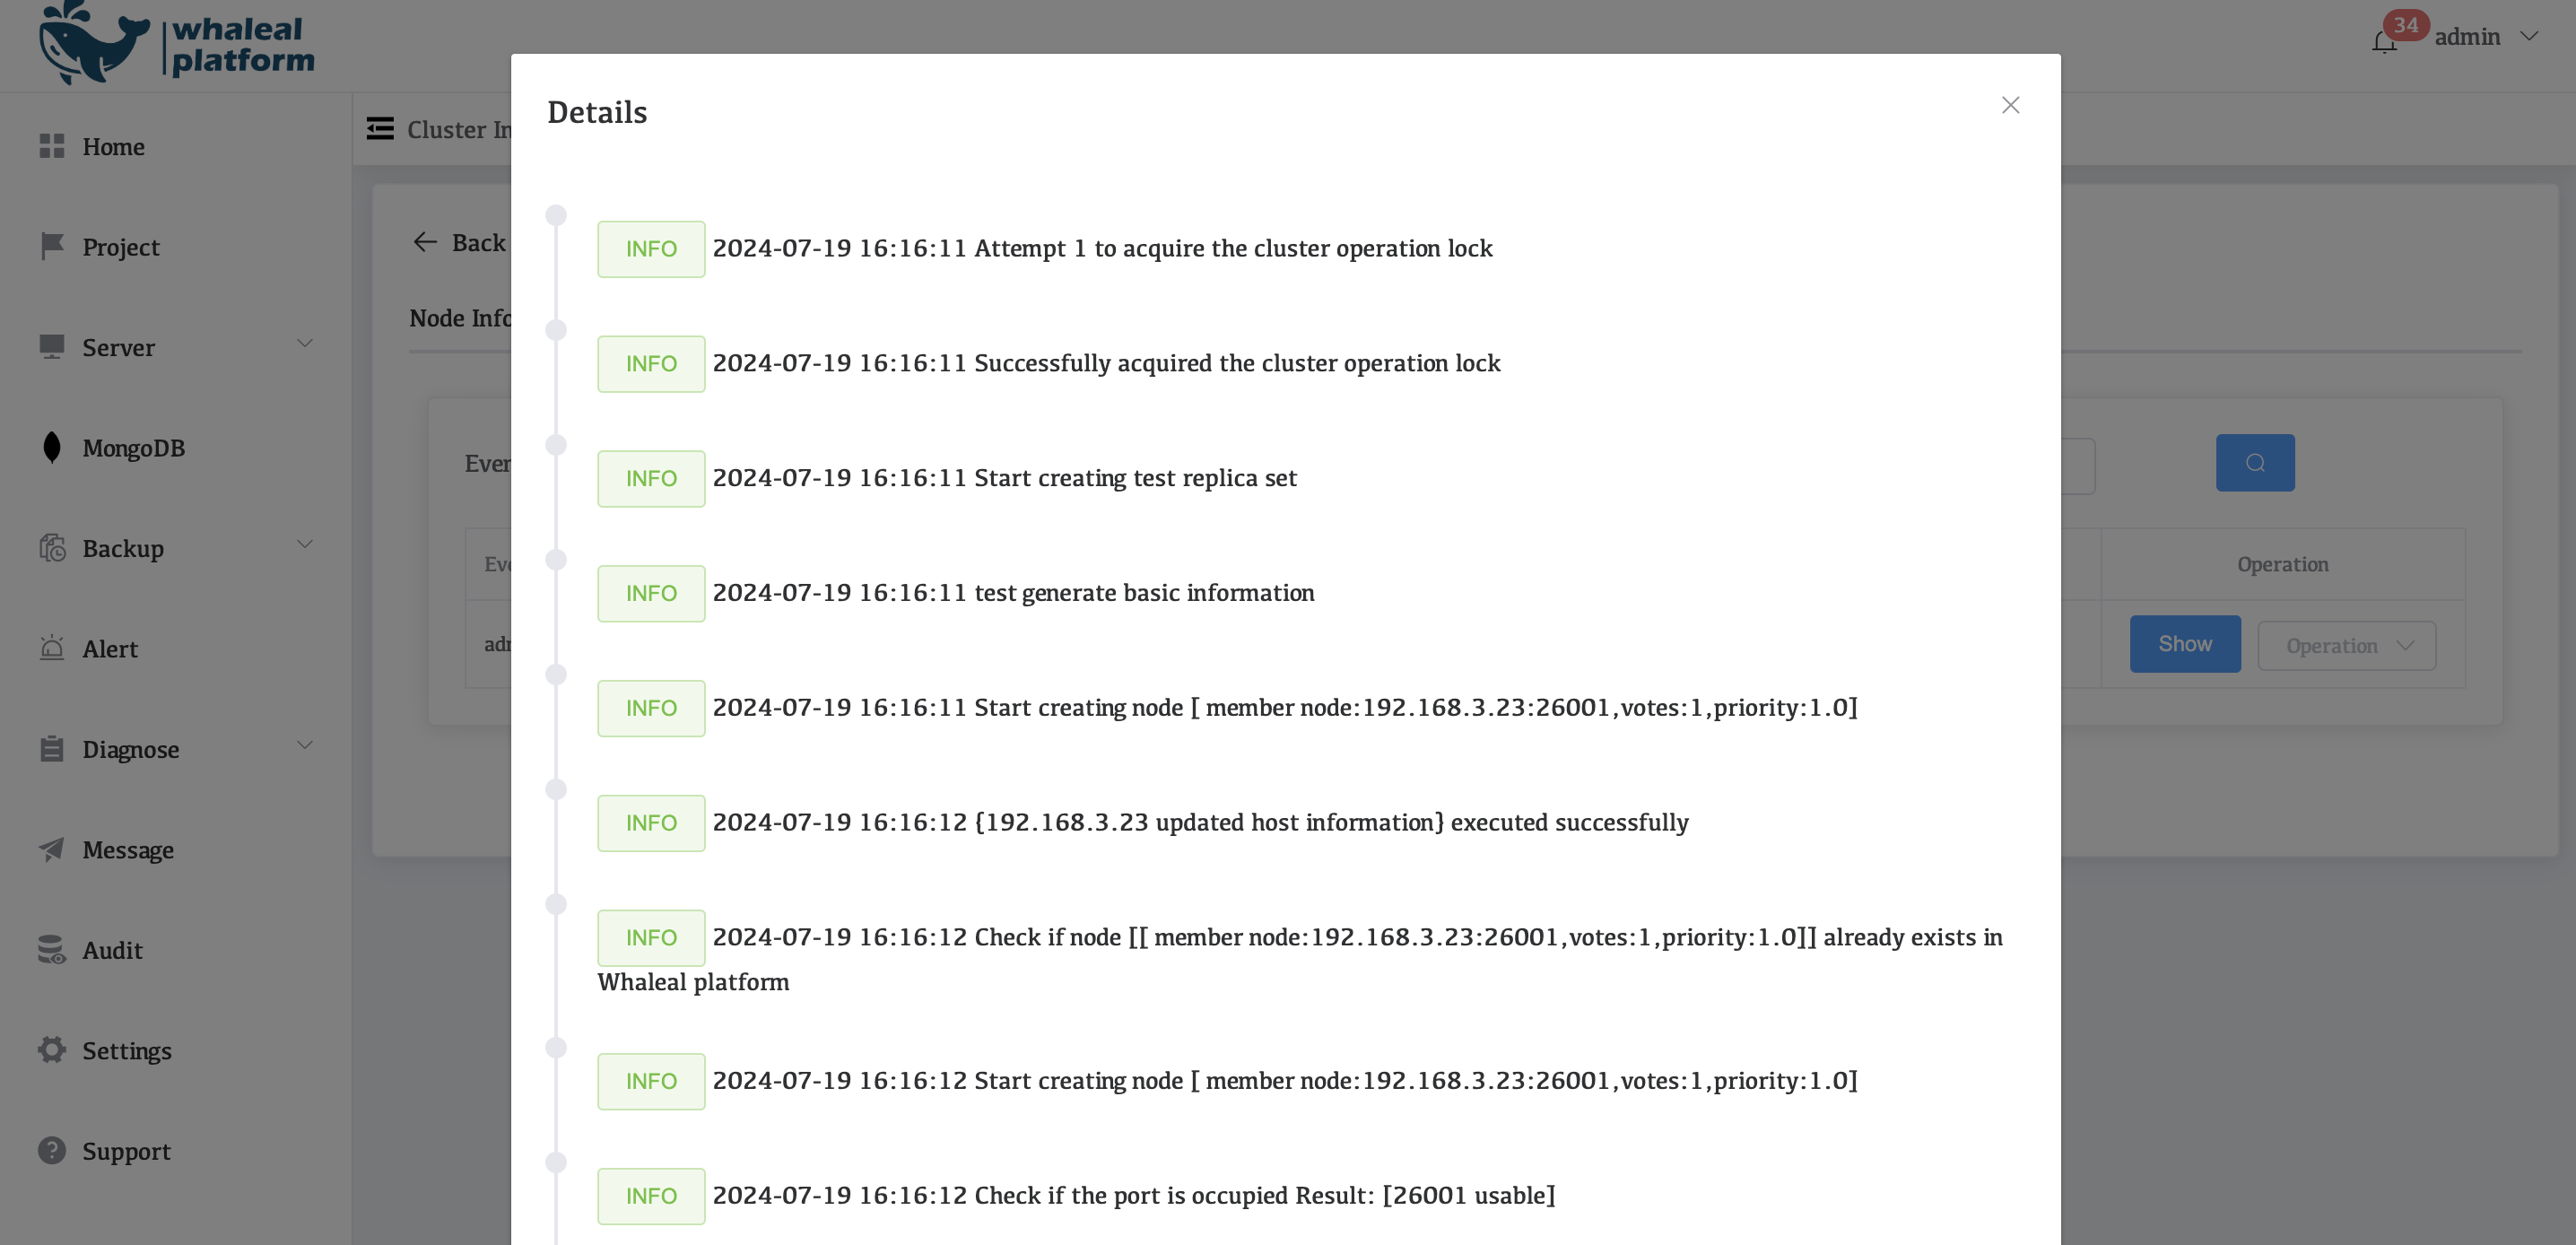 whaleal
platform
34
admin
Home
Project
Server
MongoDB
Backup
Alert
Diagnose
Message
Audit
Settings
Support
Cluster
Back
Node
Operation
Show
Operation
Details
INFO 2024-07-19 16:16:11 Attempt 1 to acquire the cluster operation lock
INFO 2024-07-19 16:16:11 Successfully acquired the cluster operation lock
INFO 2024-07-19 16:16:11 Start creating test replica set
INFO 2024-07-19 16:16:11 test generate basic information
INFO 2024-07-19 16:16:11 Start creating node [ member node:192.168.3.23:26001,votes:1,priority:1.0]
INFO 2024-07-19 16:16:12 {192.168.3.23 updated host information} executed successfully
INFO 2024-07-19 16:16:12 Check if node [[ member node:192.168.3.23:26001,votes:1,priority:1.0]] already exists in
Whaleal platform
INFO 2024-07-19 16:16:12 Start creating node [ member node:192.168.3.23:26001,votes:1,priority:1.0]
INFO 2024-07-19 16:16:12 Check if the port is occupied Result: [26001 usable]